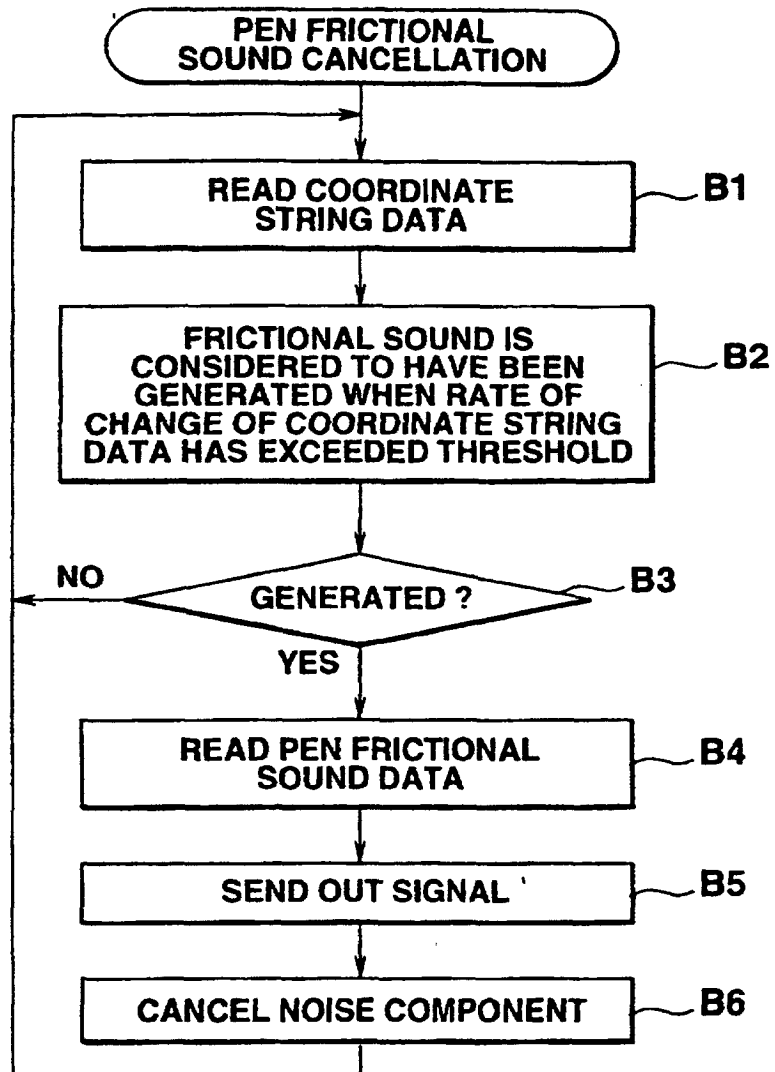 PEN FRICTIONAL
SOUND CANCELLATION
READ COORDINATE
STRING DATA
B1
FRICTIONAL SOUND IS
CONSIDERED TO HAVE BEEN
GENERATED WHEN RATE OF
CHANGE OF COORDINATE STRING
DATA HAS EXCEEDED THRESHOLD
B2
NO
GENERATED ?
B3
YES
READ PEN FRICTIONAL
SOUND DATA
B4
SEND OUT SIGNAL
B5
CANCEL NOISE COMPONENT
B6